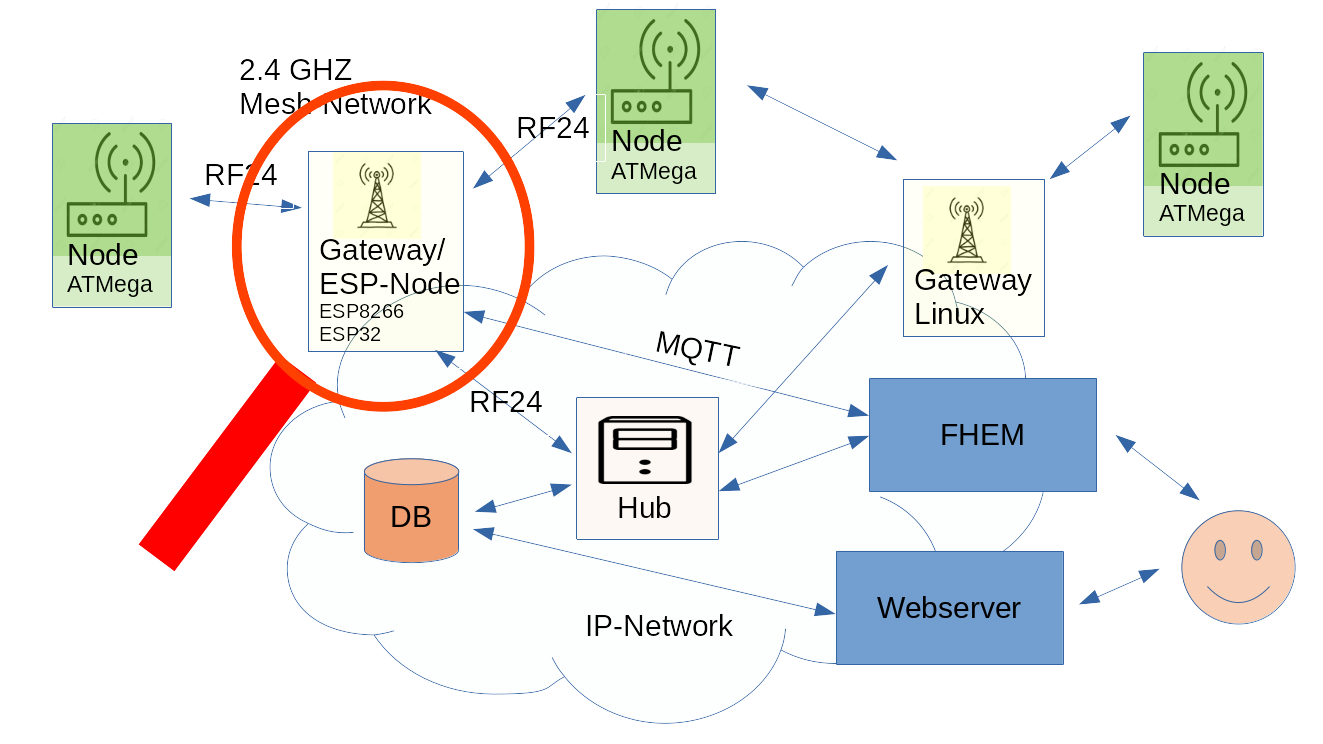 2.4 GHZ
Mesh Network
RF24
Node
ATMega
RF24
Node
ATMega
Node
ATMega
Gateway/
ESP-Node
ESP8266
ESP32
Gateway
Linux
MQTT
RF24
FHEM
Hub
DB
Webserver
IP-Network